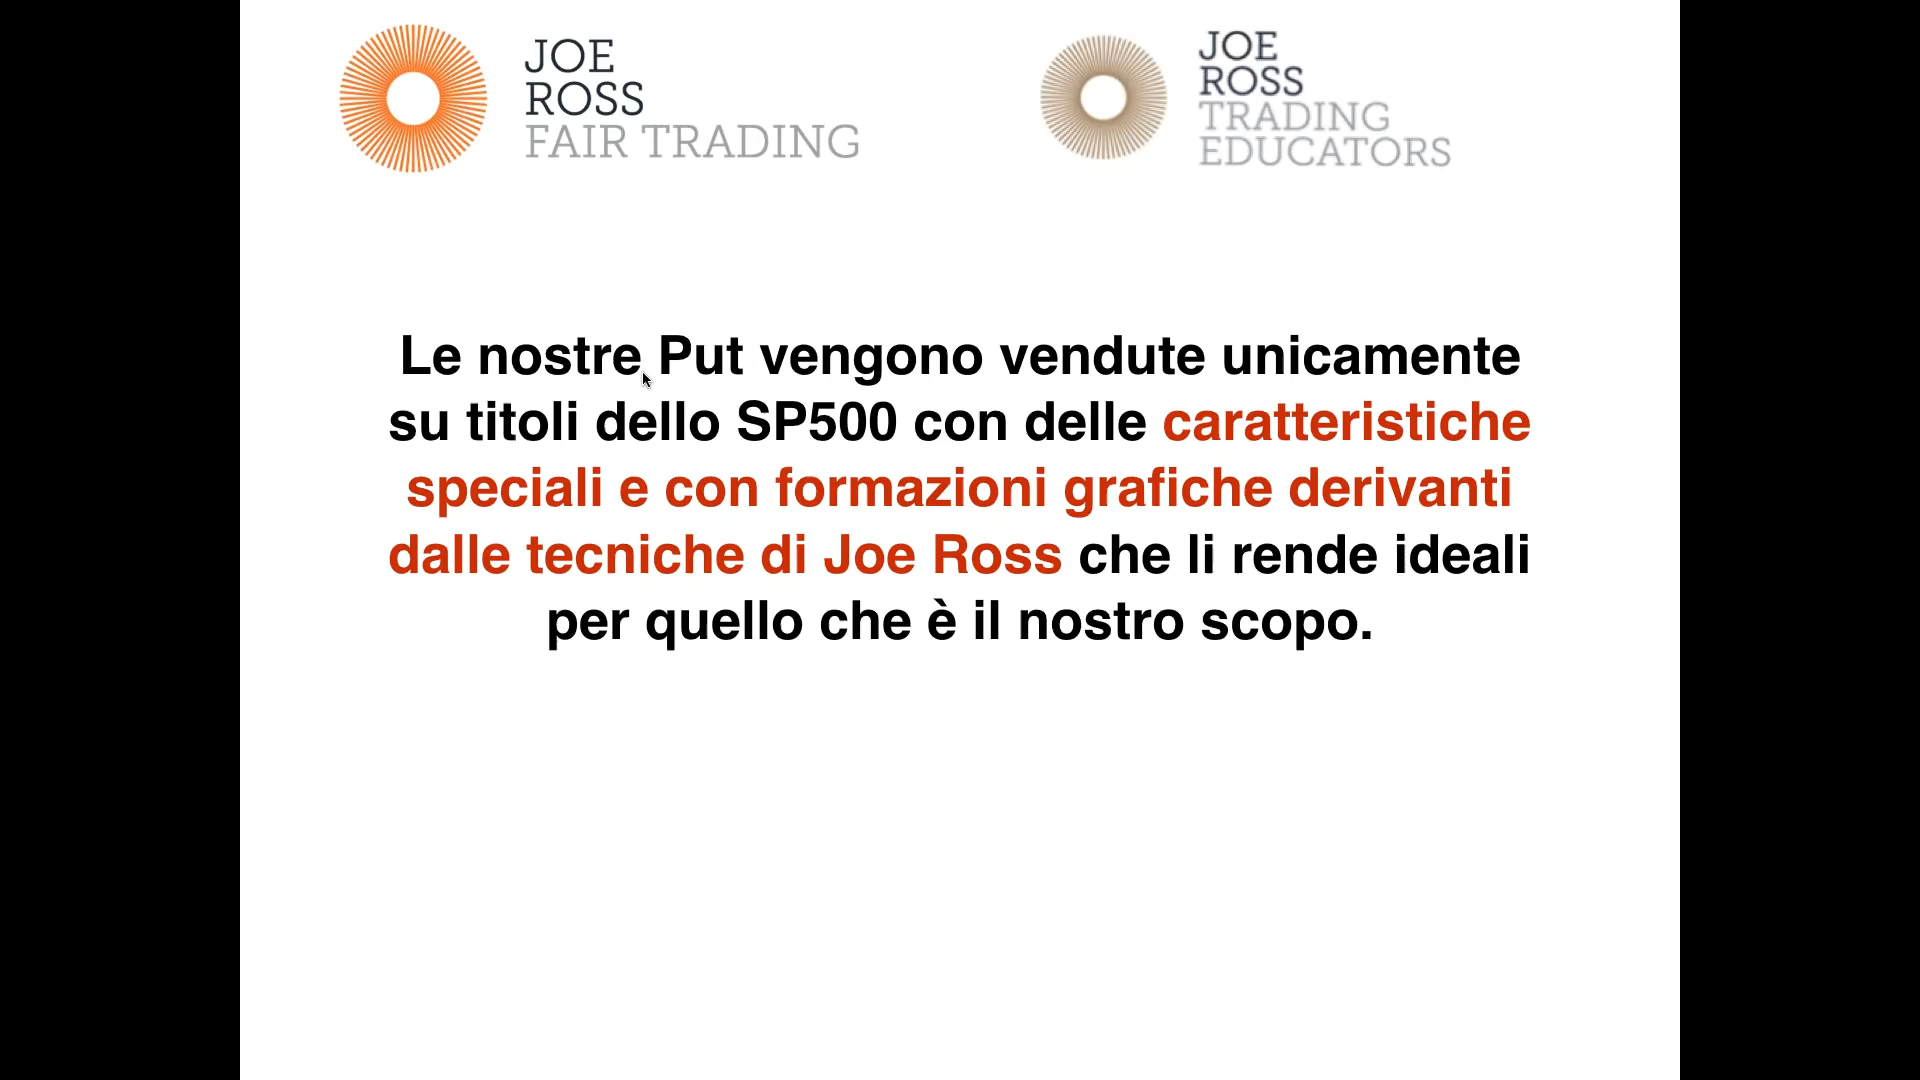 JOE
ROSS
FAIR TRADING
JOE
ROSS
TRADING
EDUCATORS
Le nostre Put vengono vendute unicamente
su titoli dello SP500 con delle caratteristiche
speciali e con formazioni grafiche derivanti
dalle tecniche di Joe Ross che li rende ideali
per quello che è il nostro scopo.